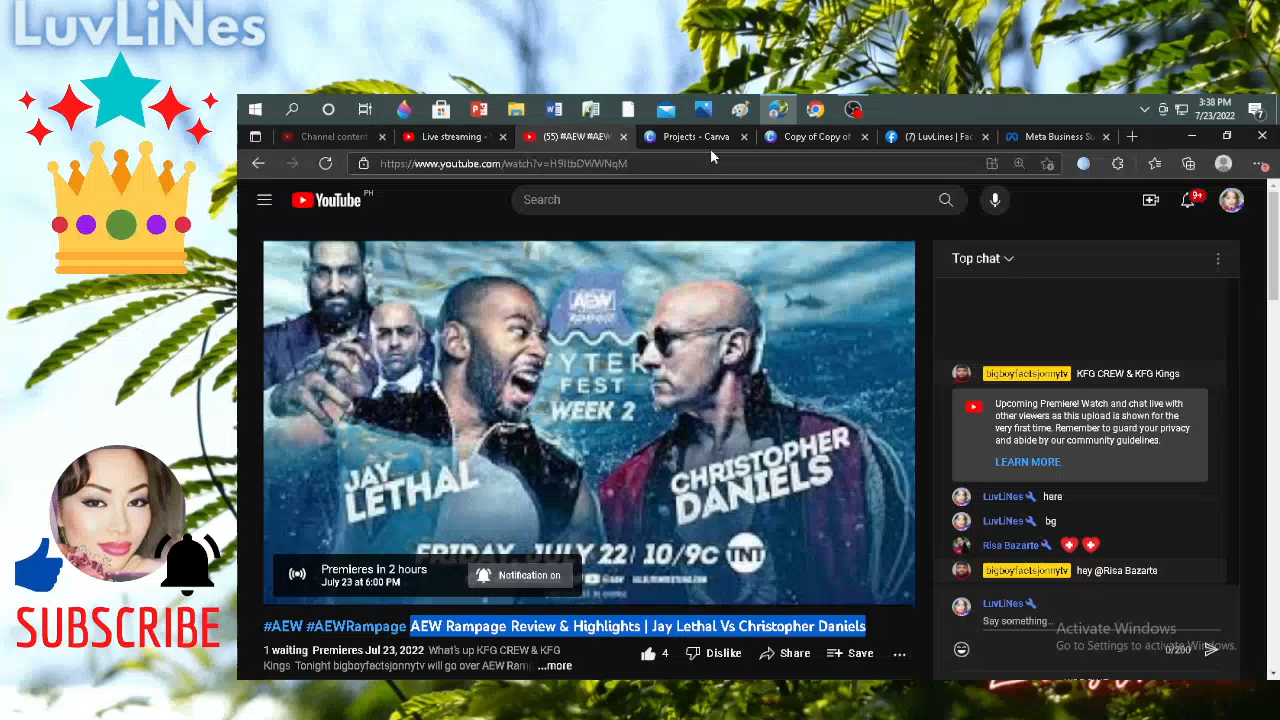 LuvLiNes
3:38 PM
7/23/2022
Channel content
Live streaming -
(55) #AEW #AEW
Projects - Canva
Copy of Copy of
(7) LuvLines | Fac
Meta Business Su
https://www.youtube.com/watch?v=H9ItbDWWNqM
YouTube PH
Search
9+
AEW
RAMPAGE
FYTER
FEST
WEEK 2
JAY
LETHAL
CHRISTOPHER
DANIELS
FRIDAY, JULY 22 | 10/9C TNT
Premieres in 2 hours
July 23 at 6:00 PM
Notification on
#AEW #AEWRampage AEW Rampage Review & Highlights | Jay Lethal Vs Christopher Daniels
1 waiting Premieres Jul 23, 2022 What's up KFG CREW & KFG
Kings Tonight bigboyfactsjonnytv will go over AEW Ram ...more
4
Dislike
Share
Save
Top chat
bigboyfactsjonnytv KFG CREW & KFG Kings
Upcoming Premiere! Watch and chat live with
other viewers as this upload is shown for the
very first time. Remember to guard your privacy
and abide by our community guidelines.
LEARN MORE
LuvLiNes here
LuvLiNes bg
Risa Bazarte
bigboyfactsjonnytv hey @Risa Bazarte
LuvLiNes
Say something...
0/200
Activate Windows
Go to Settings to activate Windows.
SUBSCRIBE